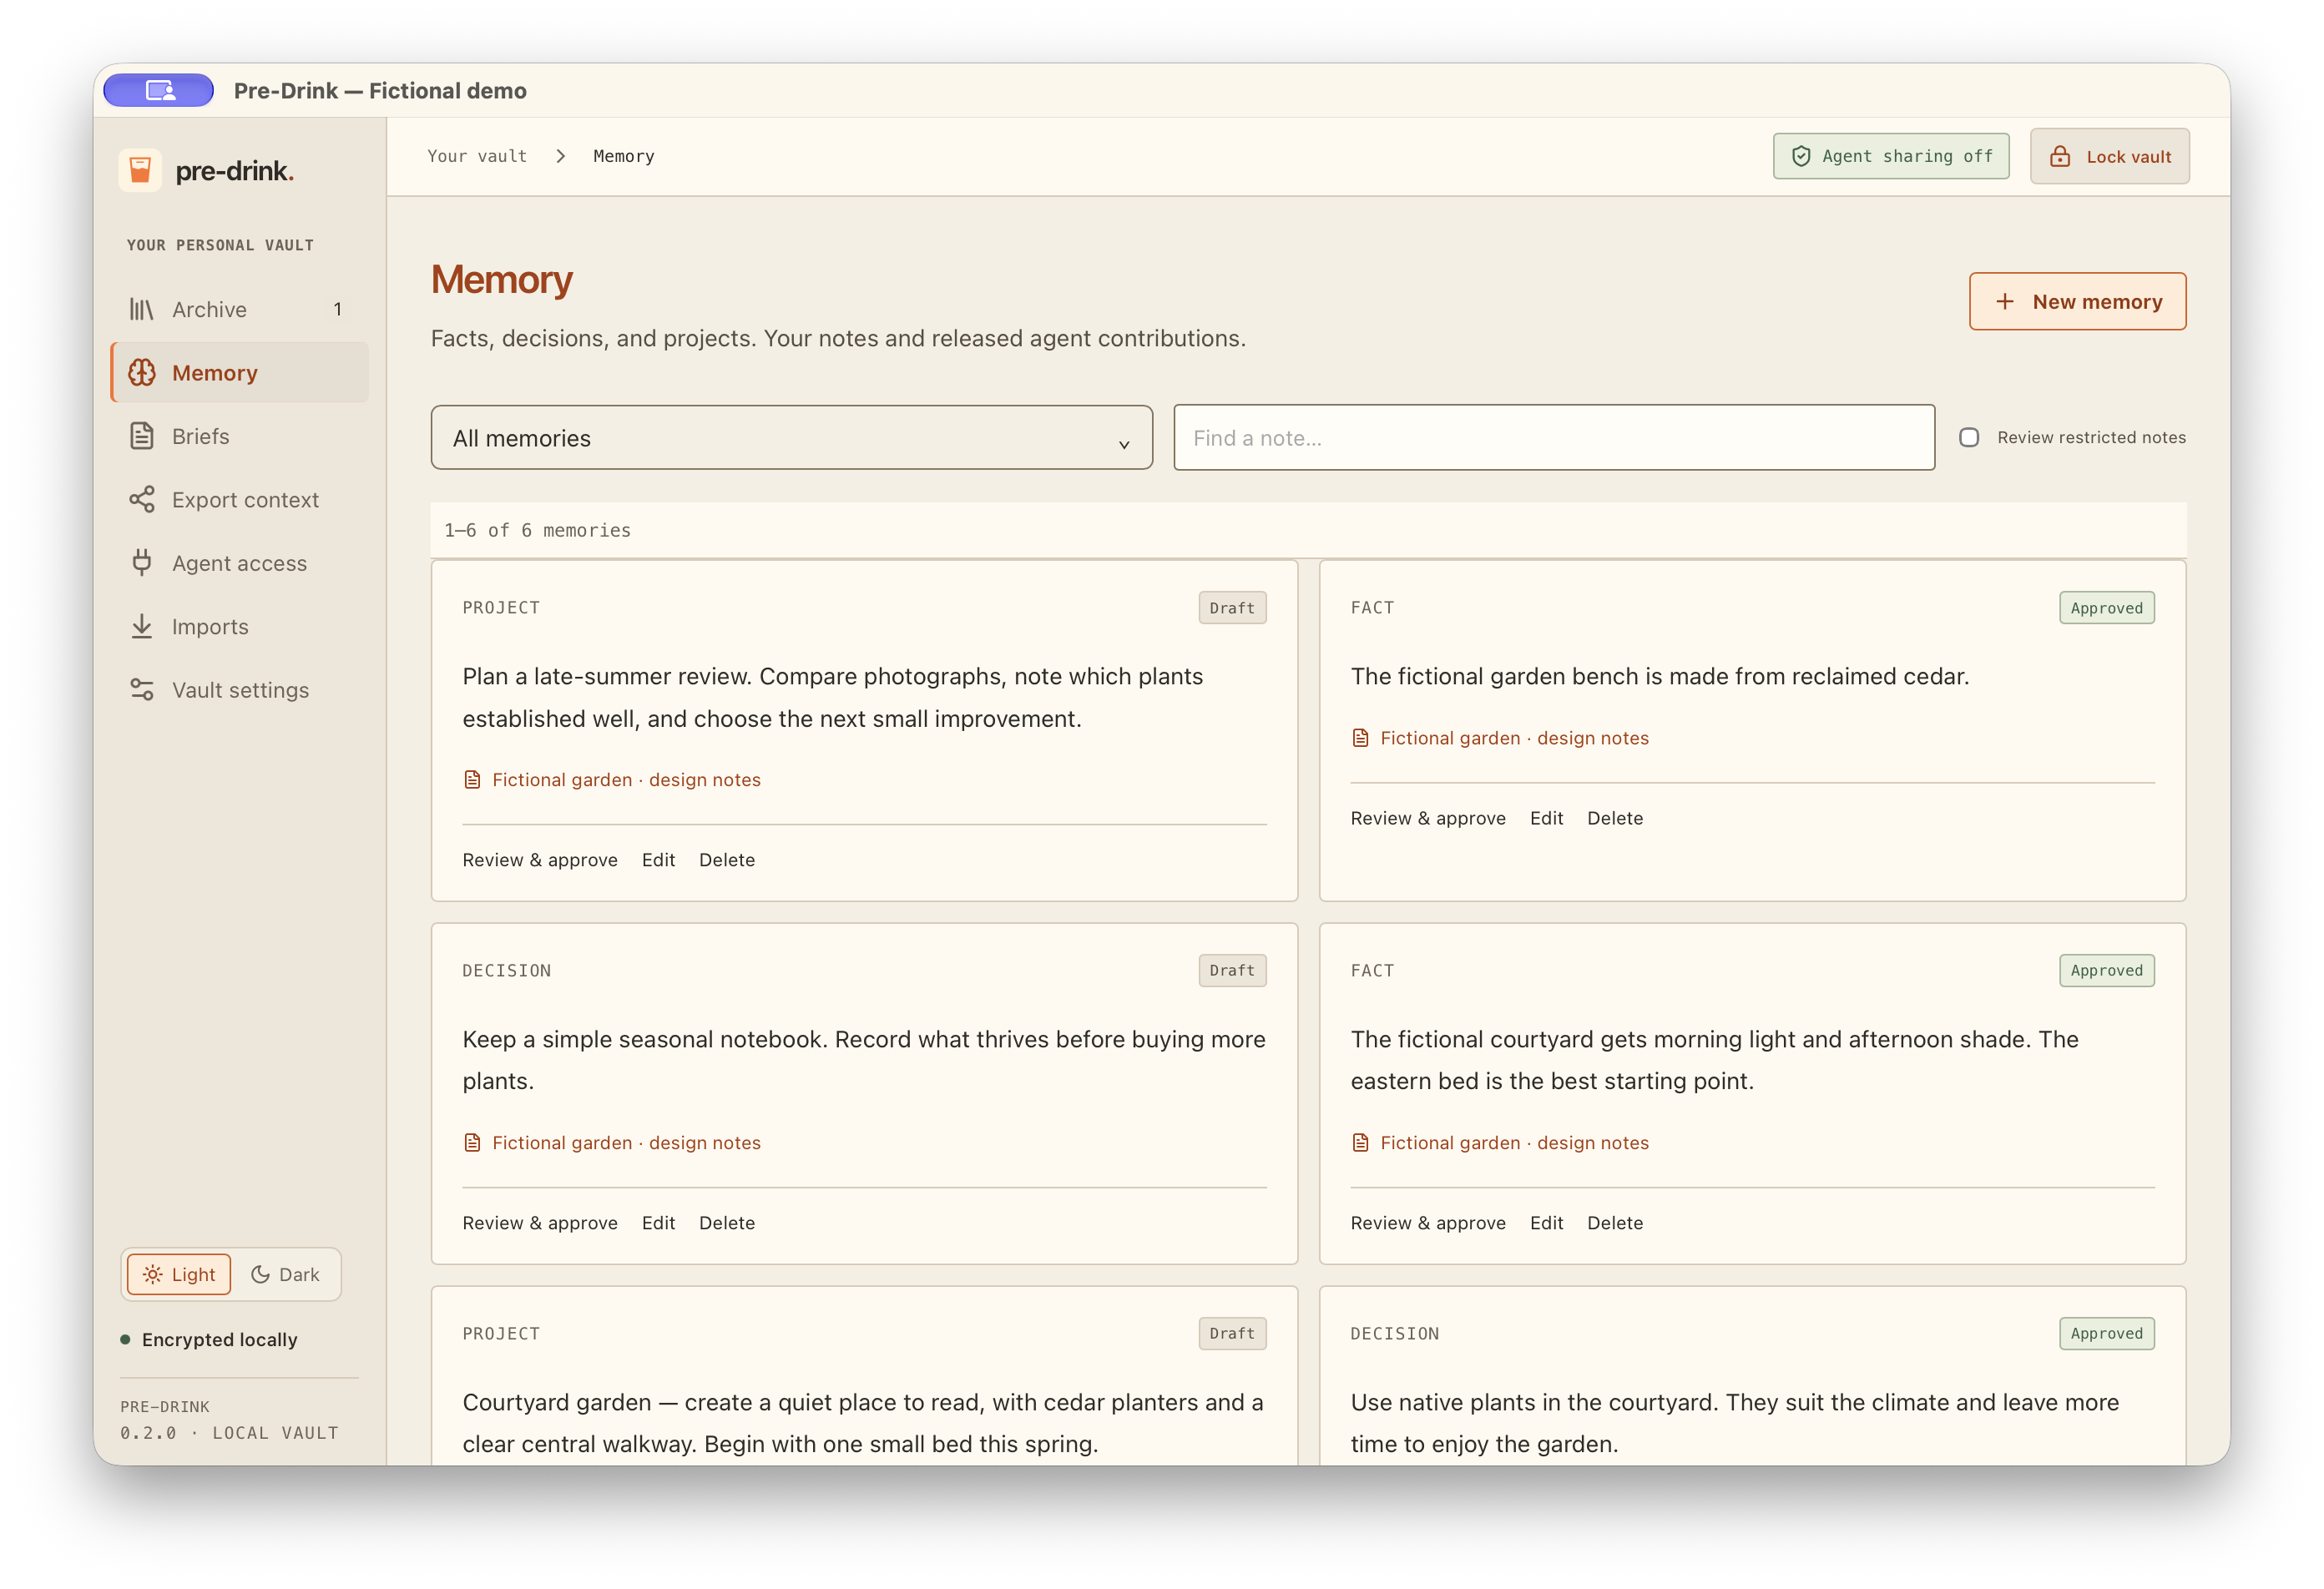 Pre-Drink — Fictional demo
pre-drink.
YOUR PERSONAL VAULT
Archive 1
Memory
Briefs
Export context
Agent access
Imports
Vault settings
Light Dark
Encrypted locally
PRE-DRINK
0.2.0 · LOCAL VAULT
Your vault > Memory
Agent sharing off
Lock vault
Memory
Facts, decisions, and projects. Your notes and released agent contributions.
New memory
All memories
Find a note...
Review restricted notes
1–6 of 6 memories
PROJECT Draft
Plan a late-summer review. Compare photographs, note which plants
established well, and choose the next small improvement.
Fictional garden · design notes
Review & approve Edit Delete
FACT Approved
The fictional garden bench is made from reclaimed cedar.
Fictional garden · design notes
Review & approve Edit Delete
DECISION Draft
Keep a simple seasonal notebook. Record what thrives before buying more
plants.
Fictional garden · design notes
Review & approve Edit Delete
FACT Approved
The fictional courtyard gets morning light and afternoon shade. The
eastern bed is the best starting point.
Fictional garden · design notes
Review & approve Edit Delete
PROJECT Draft
Courtyard garden — create a quiet place to read, with cedar planters and a
clear central walkway. Begin with one small bed this spring.
DECISION Approved
Use native plants in the courtyard. They suit the climate and leave more
time to enjoy the garden.